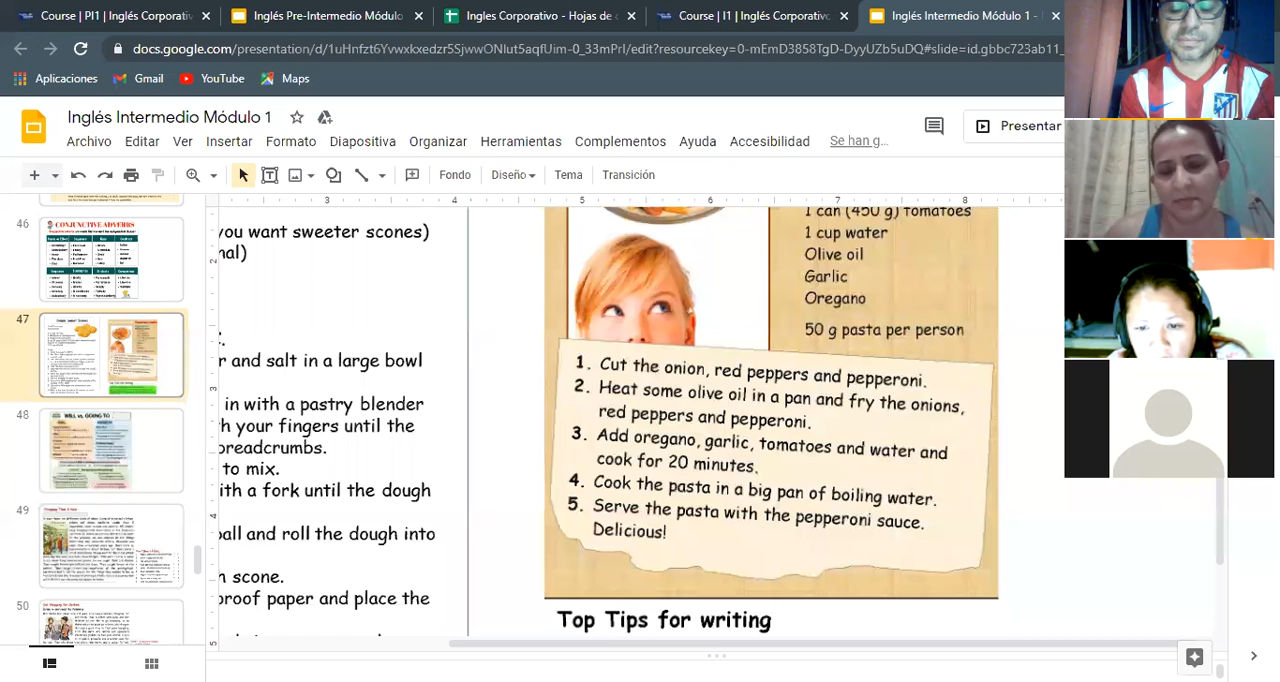 Course | PI1 | Inglés Corporativ
Inglés Pre-Intermedio Módulo
Ingles Corporativo - Hojas de c
Course | I1 | Inglés Corporativo
Inglés Intermedio Módulo 1 -
docs.google.com/presentation/d/1uHnfzt6Yvwxkxedzr5SjwwONlut5aqfUim-0_33mPrI/edit?resourcekey=0-mEmD3858TgD-DyyUZb5uDQ#slide=id.gbbc723ab11_
Aplicaciones
Gmail
YouTube
Maps
Inglés Intermedio Módulo 1
Presentar
Archivo Editar Ver Insertar Formato Diapositiva Organizar Herramientas Complementos Ayuda Accesibilidad Se han g...
Fondo Diseño Tema Transición
3 4 5 6 7 8
46
CONJUNCTIVE ADVERBS
47
48
WILL vs. GOING TO
49
50
you want sweeter scones)
nal)
and salt in a large bowl
in with a pastry blender
h your fingers until the
breadcrumbs.
to mix.
ith a fork until the dough
ball and roll the dough into
n scone.
proof paper and place the
1 can (450 g) tomatoes
1 cup water
Olive oil
Garlic
Oregano
50 g pasta per person
1. Cut the onion, red peppers and pepperoni.
2. Heat some olive oil in a pan and fry the onions,
red peppers and pepperoni.
3. Add oregano, garlic, tomatoes and water and
cook for 20 minutes.
4. Cook the pasta in a big pan of boiling water.
5. Serve the pasta with the pepperoni sauce.
Delicious!
Top Tips for writing